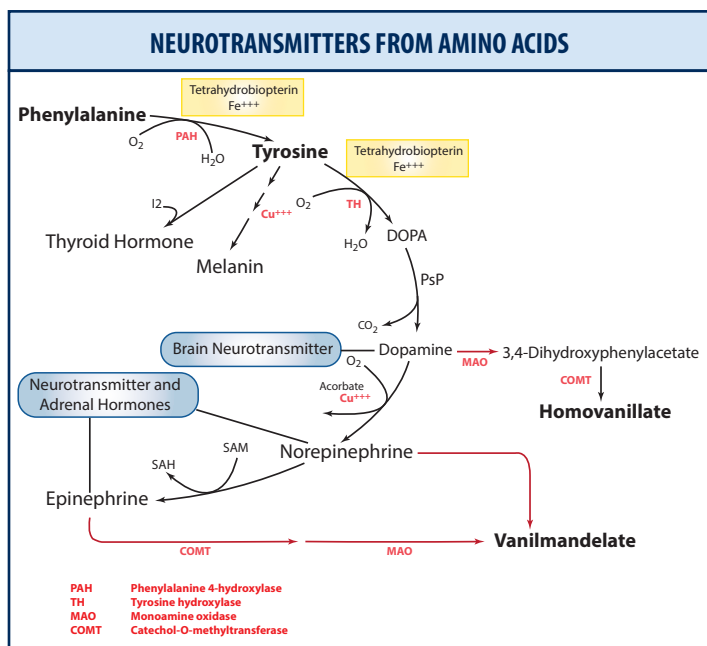 NEUROTRANSMITTERS FROM AMINO ACIDS
Tetrahydrobiopterin
Fe+++
Phenylalanine
O2
PAH
H2O
Tyrosine
Tetrahydrobiopterin
Fe+++
I2
Cu+++
O2
TH
H2O
DOPA
Thyroid Hormone
Melanin
PsP
CO2
Brain Neurotransmitter
Dopamine
MAO
3,4-Dihydroxyphenylacetate
O2
COMT
Neurotransmitter and
Adrenal Hormones
Acorbate
Cu+++
Homovanillate
SAM
SAH
Norepinephrine
Epinephrine
COMT
MAO
Vanilmandelate
PAH Phenylalanine 4-hydroxylase
TH Tyrosine hydroxylase
MAO Monoamine oxidase
COMT Catechol-O-methyltransferase